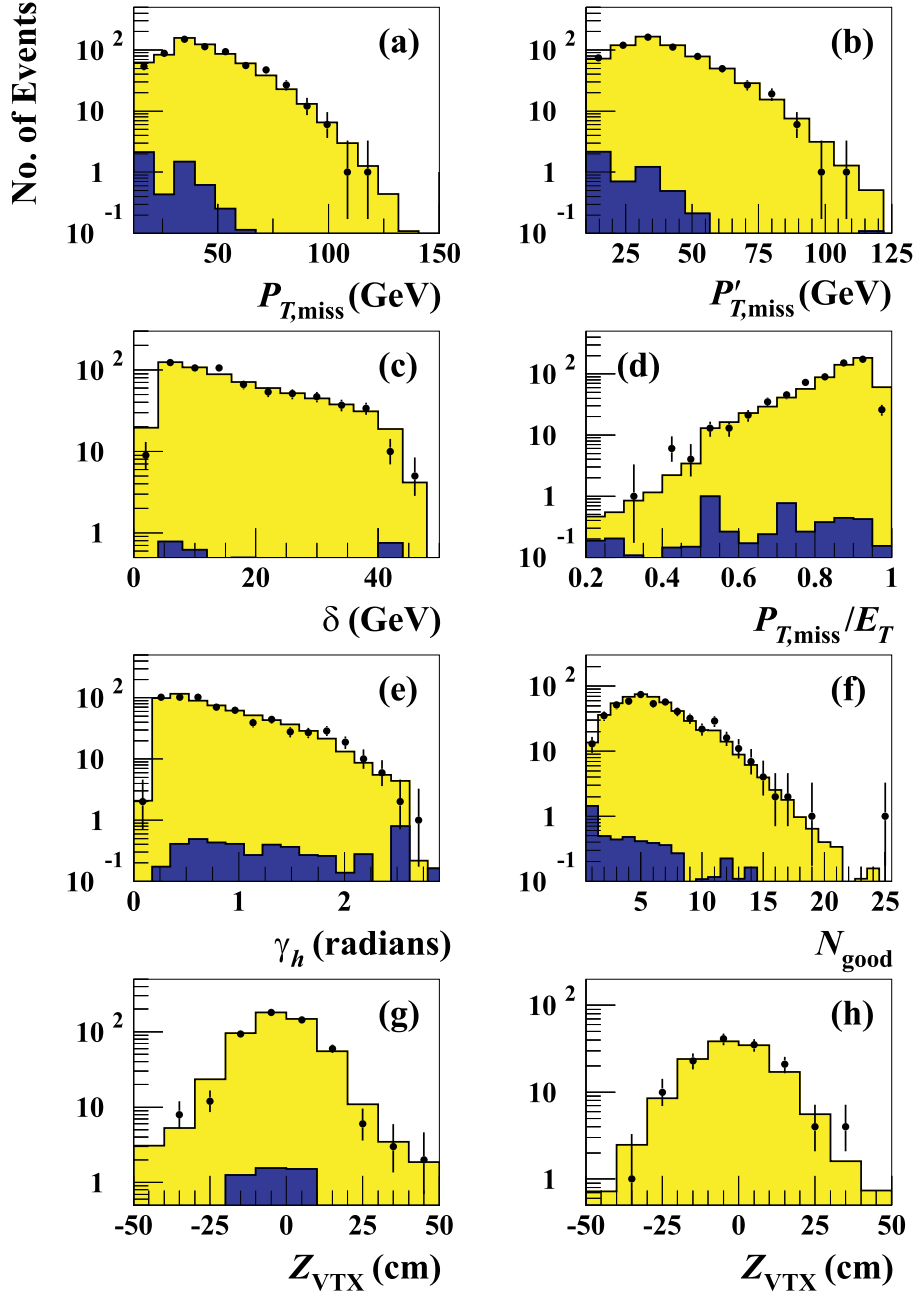 No. of Events
(a)
10 2
10
1
10 -1
50 100 150
P T,miss (GeV)
(b)
10 2
10
1
10 -1
25 50 75 100 125
P′ T,miss (GeV)
(c)
10 2
10
1
0 20 40
δ (GeV)
(d)
10 2
10
1
10 -1
0.2 0.4 0.6 0.8 1
P T,miss /E T
(e)
10 2
10
1
10 -1
0 1 2
γ h (radians)
(f)
10 2
10
1
10 -1
5 10 15 20 25
N good
(g)
10 2
10
1
-50 -25 0 25 50
Z VTX (cm)
(h)
10 2
10
1
-50 -25 0 25 50
Z VTX (cm)